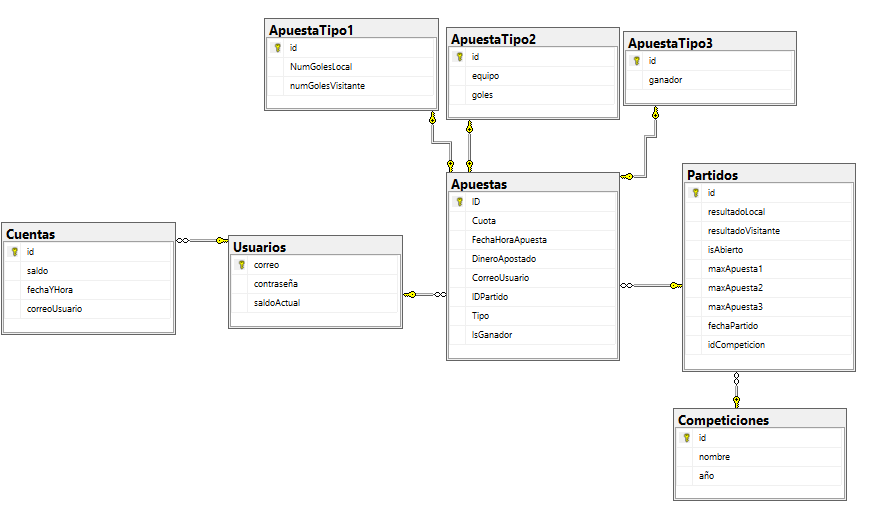 ApuestaTipo1
id
NumGolesLocal
numGolesVisitante
ApuestaTipo2
id
equipo
goles
ApuestaTipo3
id
ganador
Cuentas
id
saldo
fechaYHora
correoUsuario
Usuarios
correo
contraseña
saldoActual
Apuestas
ID
Cuota
FechaHoraApuesta
DineroApostado
CorreoUsuario
IDPartido
Tipo
IsGanador
Partidos
id
resultadoLocal
resultadoVisitante
isAbierto
maxApuesta1
maxApuesta2
maxApuesta3
fechaPartido
idCompeticion
Competiciones
id
nombre
año